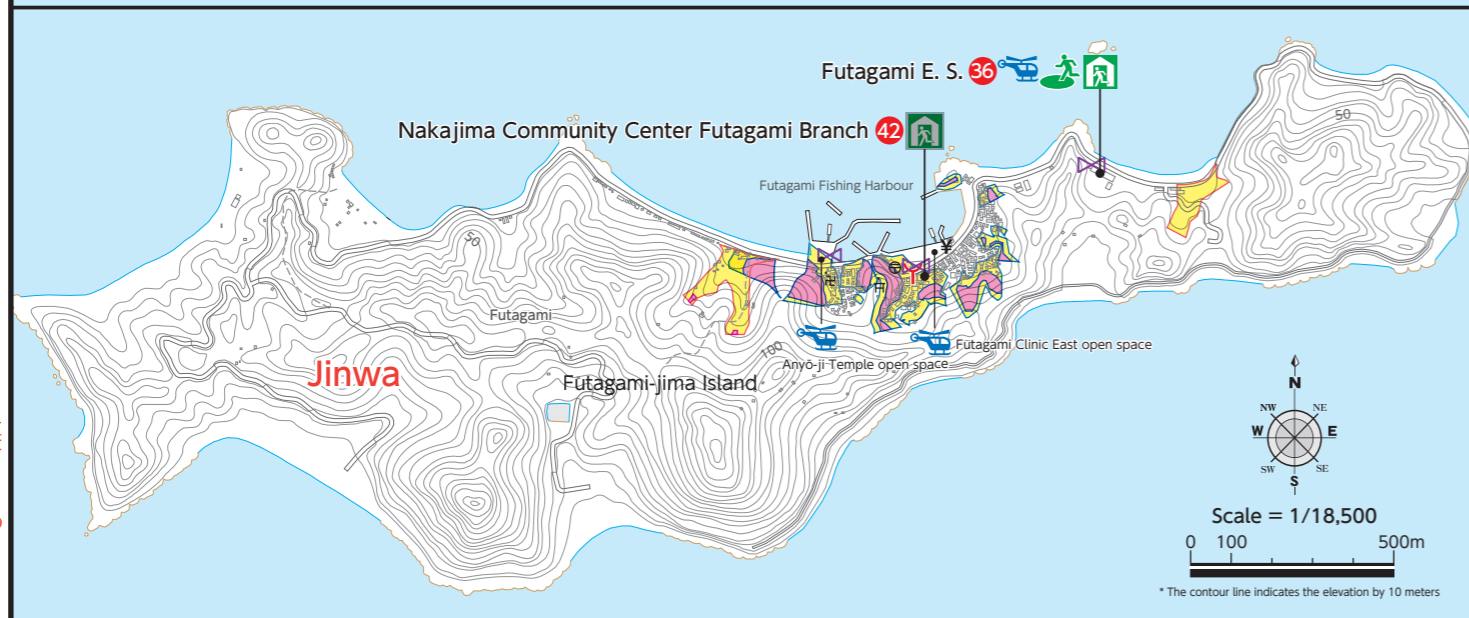 Futagami E. S. 36
Nakajima Community Center Futagami Branch 42
50
Futagami Fishing Harbour
¥
50
Futagami
卍
卍
100
Anyō-ji Temple open space
Futagami Clinic East open space
Jinwa
Futagami-jima Island
N
NW NE
W E
SW SE
S
Scale = 1/18,500
0 100 500m
* The contour line indicates the elevation by 10 meters